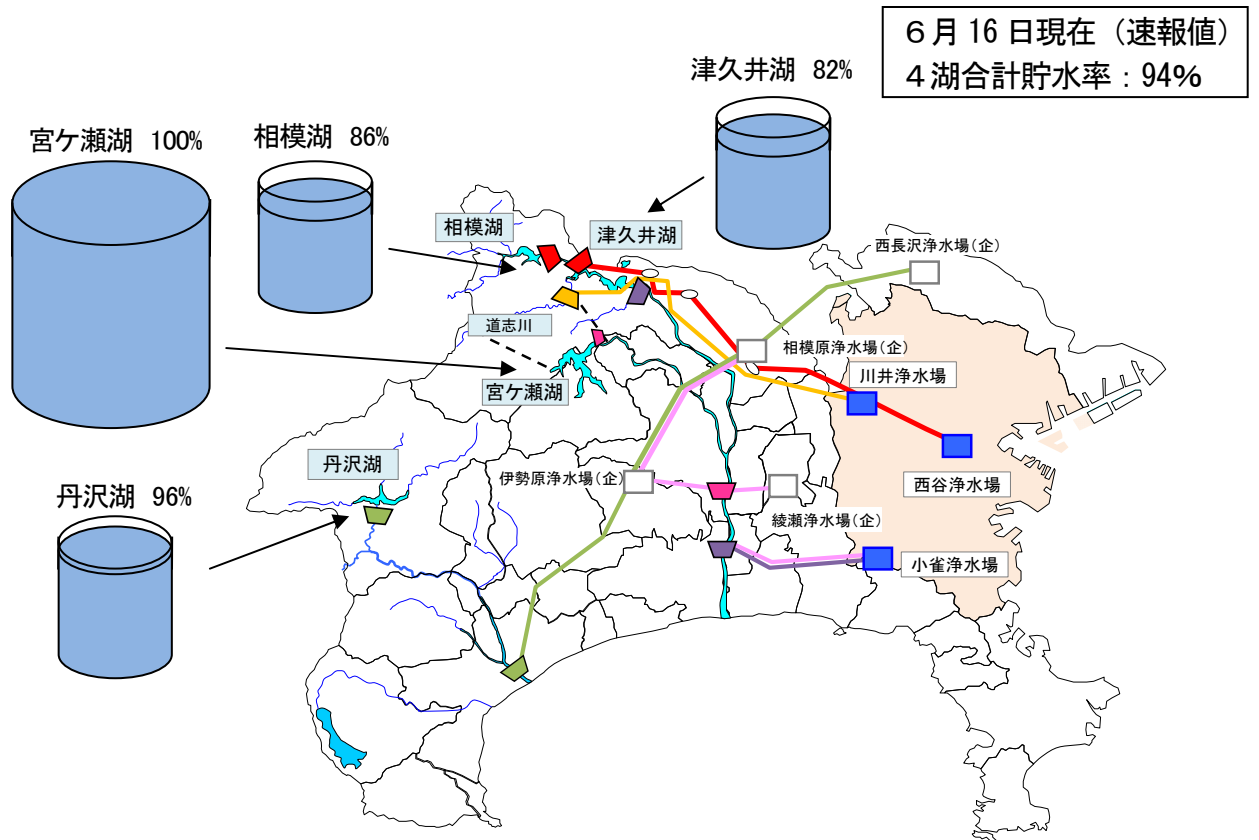 ６月 16 日現在（速報値）
４湖合計貯水率：94%
津久井湖 82%
宮ケ瀬湖 100%
相模湖 86%
相模湖
津久井湖
西長沢浄水場(企)
道志川
相模原浄水場(企)
川井浄水場
宮ケ瀬湖
丹沢湖
伊勢原浄水場(企)
西谷浄水場
丹沢湖 96%
綾瀬浄水場(企)
小雀浄水場